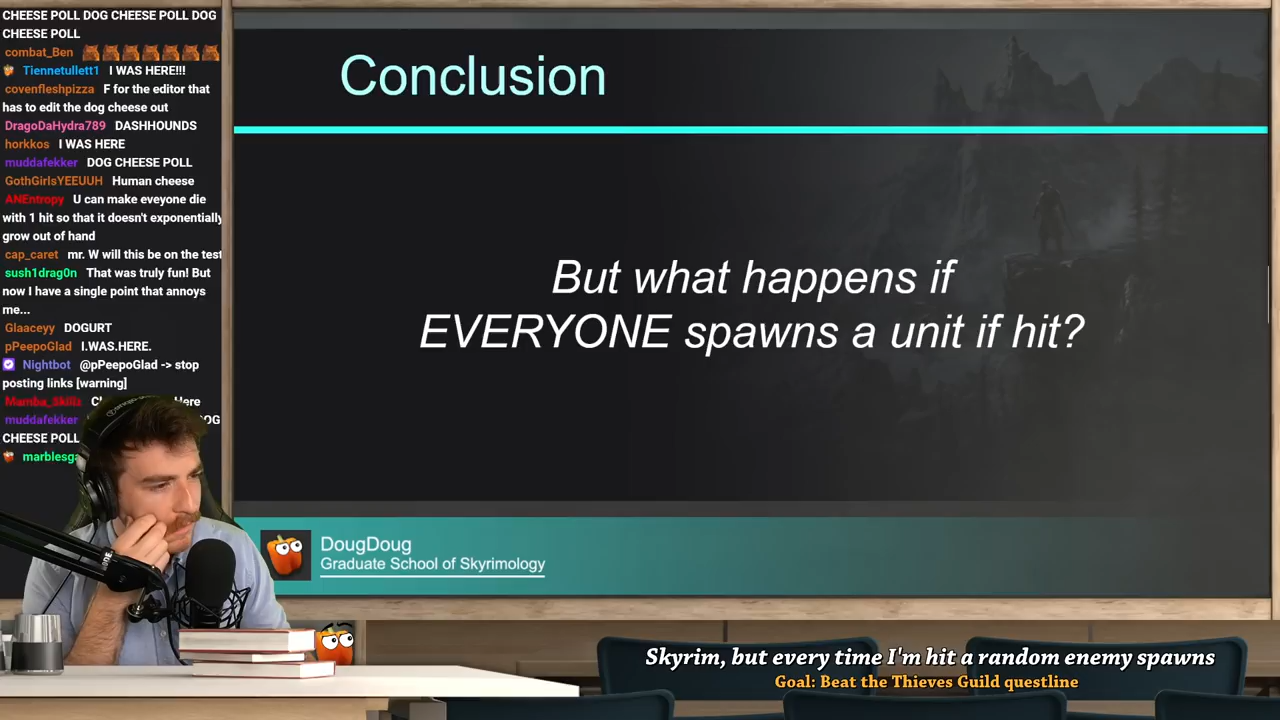 CHEESE POLL DOG CHEESE POLL DOG
CHEESE POLL
combat_Ben
Tiennetullett1 I WAS HERE!!!
covenfleshpizza F for the editor that
has to edit the dog cheese out
DragoDaHydra789 DASHHOUNDS
horkkos I WAS HERE
muddafekker DOG CHEESE POLL
GothGirlsYEEUUH Human cheese
ANEntropy U can make eveyone die
with 1 hit so that it doesn't exponentially
grow out of hand
cap_caret mr. W will this be on the test
sush1drag0n That was truly fun! But
now I have a single point that annoys
me...
Glaaceyy DOGURT
pPeepoGlad I.WAS.HERE.
Nightbot @pPeepoGlad -> stop
posting links [warning]
Mamba_Skillz Here
muddafekker OG
CHEESE POLL
marblesga
Conclusion
But what happens if
EVERYONE spawns a unit if hit?
DougDoug
Graduate School of Skyrimology
Skyrim, but every time I'm hit a random enemy spawns
Goal: Beat the Thieves Guild questline